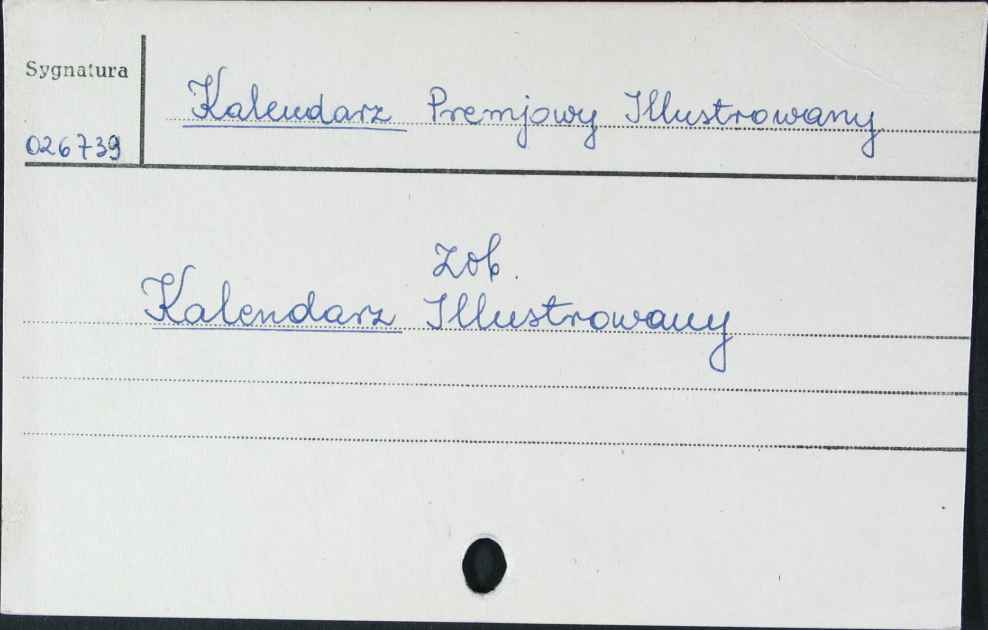 Sygnatura
Kalendarz Premjowy Illustrowany
026739
Zob.
Kalendarz Illustrowany